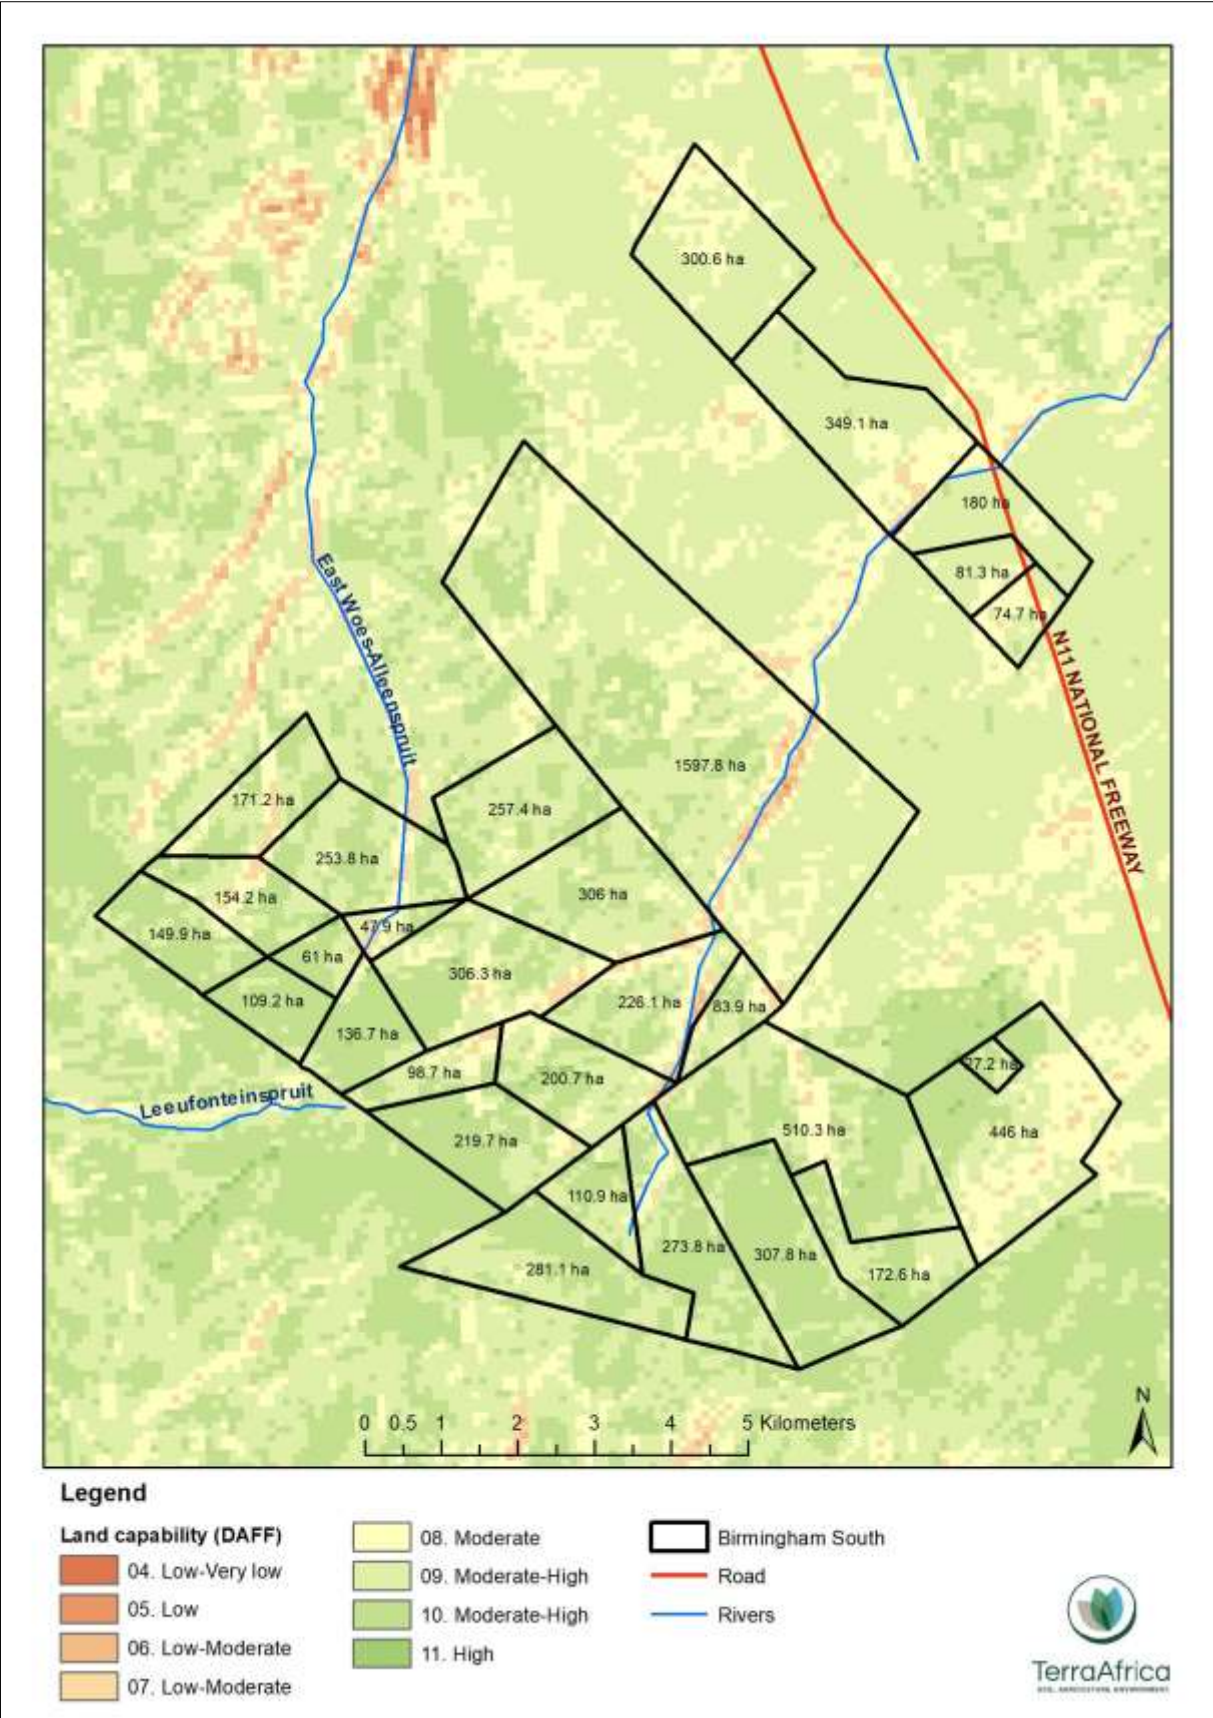 300.6 ha
349.1 ha
180 ha
81.3 ha
74.7 ha
N11 NATIONAL FREEWAY
East Woes-Alleenspruit
1597.8 ha
257.4 ha
171.2 ha
253.8 ha
306 ha
154.2 ha
47.9 ha
149.9 ha
61 ha
306.3 ha
109.2 ha
226.1 ha
83.9 ha
136.7 ha
98.7 ha
200.7 ha
27.2 ha
Leeufonteinspruit
219.7 ha
510.3 ha
446 ha
110.9 ha
273.8 ha
307.8 ha
281.1 ha
172.6 ha
N
0 0.5 1 2 3 4 5 Kilometers
Legend
Land capability (DAFF)
04. Low-Very low
05. Low
06. Low-Moderate
07. Low-Moderate
08. Moderate
09. Moderate-High
10. Moderate-High
11. High
Birmingham South
Road
Rivers
TerraAfrica
SOIL, AGRICULTURE, ENVIRONMENT